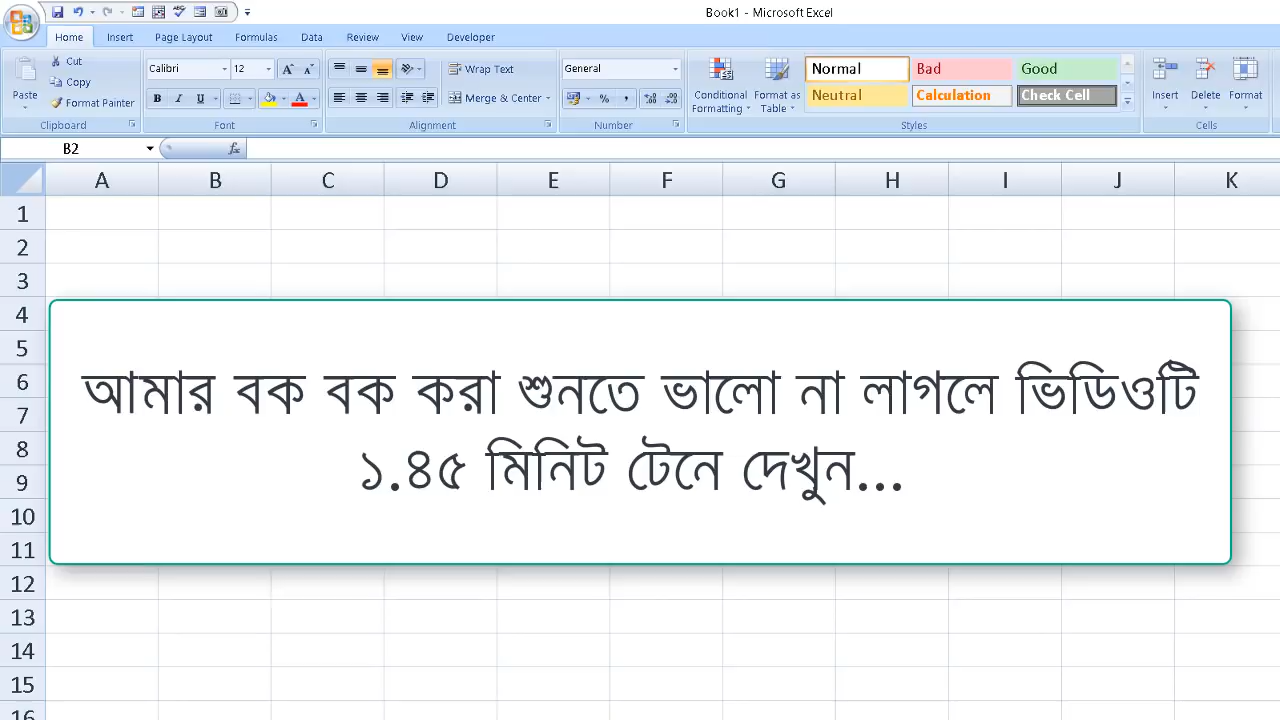 Book1 - Microsoft Excel
Home Insert Page Layout Formulas Data Review View Developer
Paste Cut Copy Format Painter
Calibri 12
B I U A
Wrap Text
Merge & Center
General
% ,
Conditional Formatting Format as Table
Normal Bad Good
Neutral Calculation Check Cell
Insert Delete Format
Clipboard Font Alignment Number Styles Cells
B2 fx
A B C D E F G H I J K
1
2
3
4
5
6
7
8
9
10
11
12
13
14
15
16
আমার বক বক করা শুনতে ভালো না লাগলে ভিডিওটি
১.৪৫ মিনিট টেনে দেখুন...